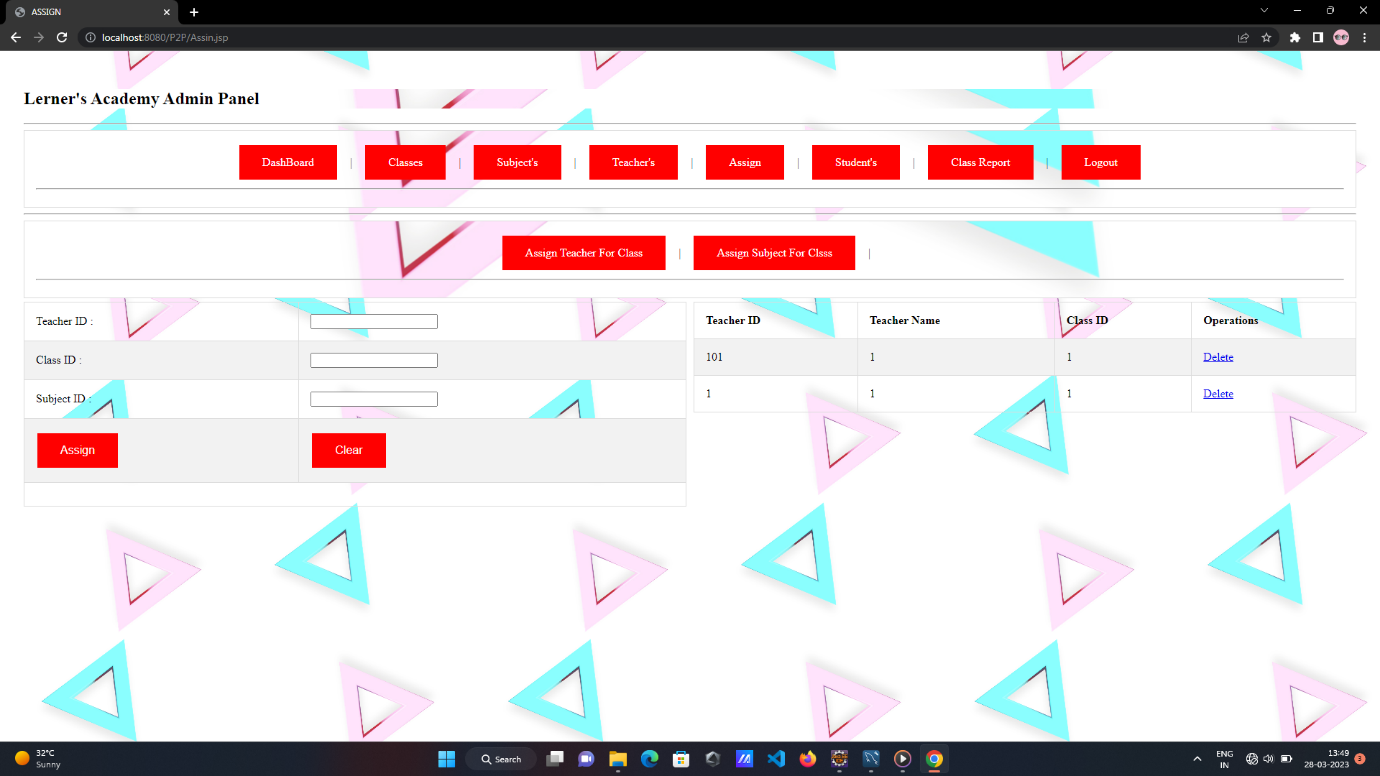 ASSIGN
localhost:8080/P2P/Assin.jsp
Lerner's Academy Admin Panel
DashBoard | Classes | Subject's | Teacher's | Assign | Student's | Class Report | Logout
Assign Teacher For Class | Assign Subject For Clsss |
Teacher ID :
Class ID :
Subject ID :
Assign Clear
Teacher ID Teacher Name Class ID Operations
101 1 1 Delete
1 1 1 Delete
32°C
Sunny
Search
ENG
IN
13:49
28-03-2023
3